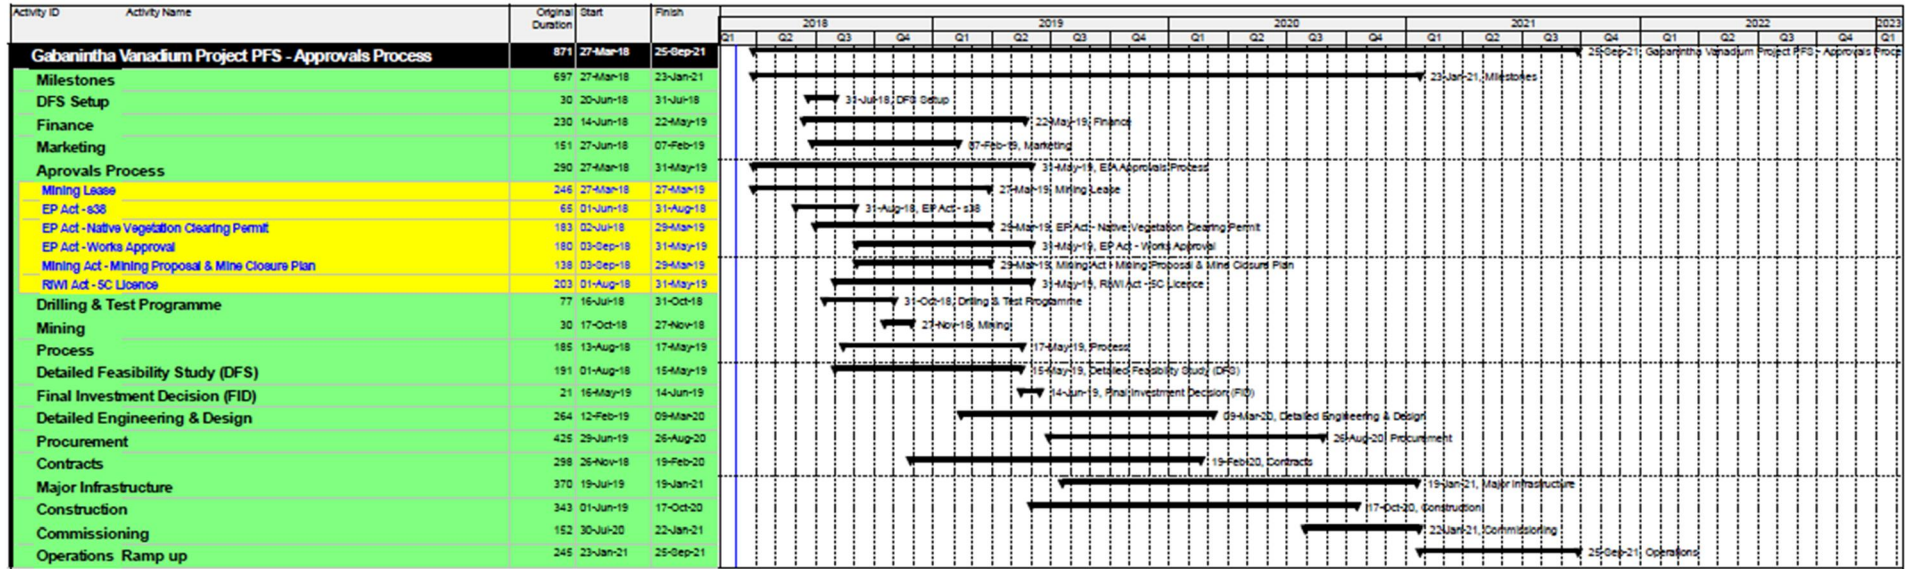 Activity ID Activity Name Original Duration Start Finish
2018 2019 2020 2021 2022 2023
Q1 Q2 Q3 Q4 Q1 Q2 Q3 Q4 Q1 Q2 Q3 Q4 Q1 Q2 Q3 Q4 Q1 Q2 Q3 Q4 Q1
Gabanintha Vanadium Project PFS - Approvals Process 871 27-Mar-18 25-Sep-21 25-Sep-21, Gabanintha Vanadium Project PFS - Approvals Proce
Milestones 697 27-Mar-18 23-Jan-21 23-Jan-21, Milestones
DFS Setup 30 20-Jun-18 31-Jul-18 31-Jul-18, DFS Setup
Finance 230 14-Jun-18 22-May-19 22-May-19, Finance
Marketing 151 27-Jun-18 07-Feb-19 07-Feb-19, Marketing
Aprovals Process 290 27-Mar-18 31-May-19 31-May-19, EIA Approvals Process
Mining Lease 246 27-Mar-18 27-Mar-19 27-Mar-19, Mining Lease
EP Act - s38 65 01-Jun-18 31-Aug-18 31-Aug-18, EP Act - s38
EP Act - Native Vegetation Clearing Permit 183 02-Jul-18 29-Mar-19 29-Mar-19, EP Act - Native Vegetation Clearing Permit
EP Act - Works Approval 180 03-Sep-18 31-May-19 31-May-19, EP Act - Works Approval
Mining Act - Mining Proposal & Mine Closure Plan 138 03-Sep-18 29-Mar-19 29-Mar-19, Mining Act - Mining Proposal & Mine Closure Plan
RIWI Act - 5C Licence 203 01-Aug-18 31-May-19 31-May-19, RIWI Act - 5C Licence
Drilling & Test Programme 77 16-Jul-18 31-Oct-18 31-Oct-18, Drilling & Test Programme
Mining 30 17-Oct-18 27-Nov-18 27-Nov-18, Mining
Process 185 13-Aug-18 17-May-19 17-May-19, Process
Detailed Feasibility Study (DFS) 191 01-Aug-18 15-May-19 15-May-19, Detailed Feasibility Study (DFS)
Final Investment Decision (FID) 21 16-May-19 14-Jun-19 14-Jun-19, Final Investment Decision (FID)
Detailed Engineering & Design 264 12-Feb-19 09-Mar-20 09-Mar-20, Detailed Engineering & Design
Procurement 425 29-Jun-19 26-Aug-20 26-Aug-20, Procurement
Contracts 298 26-Nov-18 19-Feb-20 19-Feb-20, Contracts
Major Infrastructure 370 19-Jul-19 19-Jan-21 19-Jan-21, Major Infrastructure
Construction 343 01-Jun-19 17-Oct-20 17-Oct-20, Construction
Commissioning 152 30-Jul-20 22-Jan-21 22-Jan-21, Commissioning
Operations Ramp up 245 23-Jan-21 25-Sep-21 25-Sep-21, Operations